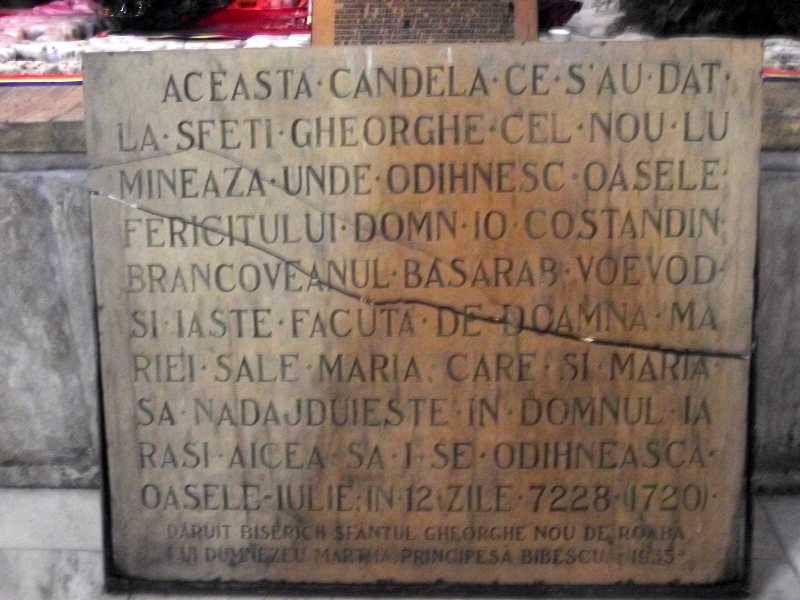 ACEASTA·CANDELA·CE·S'AU·DAT·
LA·SFETI·GHEORGHE·CEL·NOU·LU
MINEAZA·UNDE·ODIHNESC·OASELE·
FERICITULUI·DOMN·IO·COSTANDIN·
BRANCOVEANUL·BASARAB·VOEVOD·
SI·IASTE·FACUTA·DE·DOAMNA·MA
RIEI·SALE·MARIA·CARE·SI·MARIA·
SA·NADAJDUIESTE·IN·DOMNUL·IA
RASI·AICEA·SA·I·SE·ODIHNEASCA·
OASELE-IULIE·IN·12·ZILE·7228·(1720)·
DĂRUIT BISERICII SFÂNTUL GHEORGHE NOU DE ROABA
LUI DUMNEZEU MARTHA PRINCIPESĂ BIBESCU·-1935-